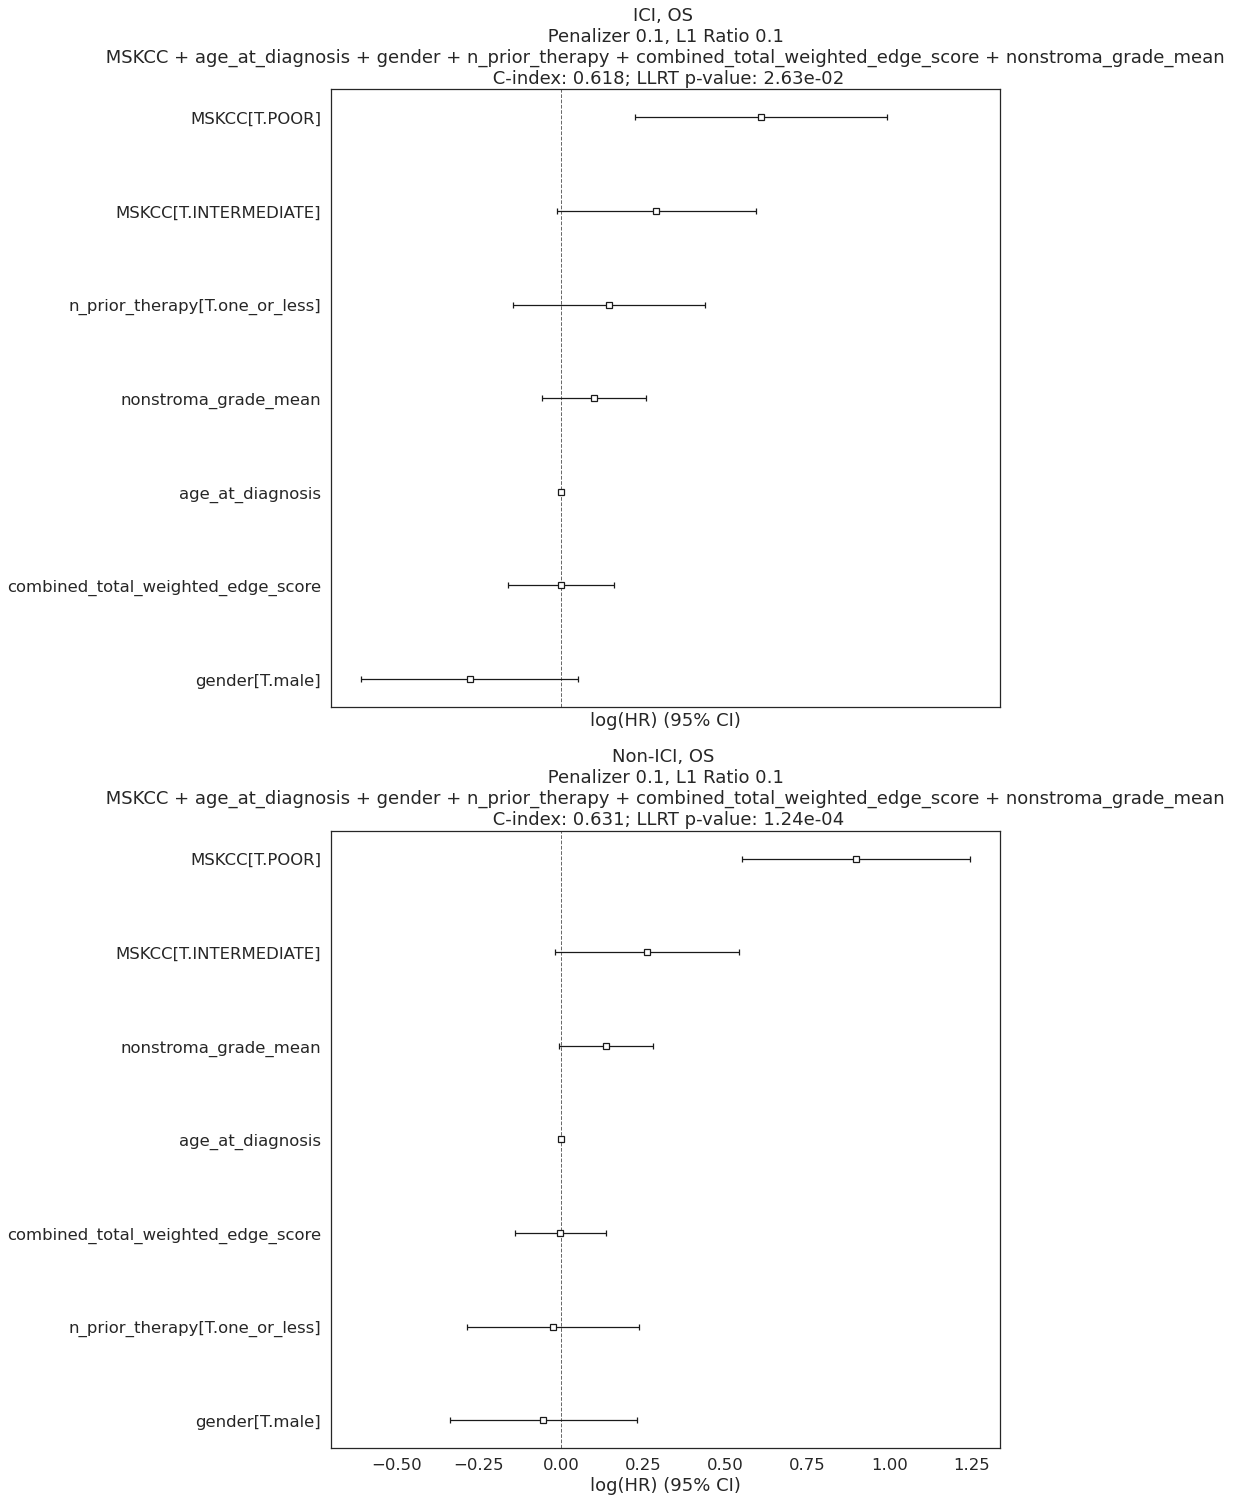 ICI, OS
Penalizer 0.1, L1 Ratio 0.1
MSKCC + age_at_diagnosis + gender + n_prior_therapy + combined_total_weighted_edge_score + nonstroma_grade_mean
C-index: 0.618; LLRT p-value: 2.63e-02
MSKCC[T.POOR]
MSKCC[T.INTERMEDIATE]
n_prior_therapy[T.one_or_less]
nonstroma_grade_mean
age_at_diagnosis
combined_total_weighted_edge_score
gender[T.male]
log(HR) (95% CI)
Non-ICI, OS
Penalizer 0.1, L1 Ratio 0.1
MSKCC + age_at_diagnosis + gender + n_prior_therapy + combined_total_weighted_edge_score + nonstroma_grade_mean
C-index: 0.631; LLRT p-value: 1.24e-04
MSKCC[T.POOR]
MSKCC[T.INTERMEDIATE]
nonstroma_grade_mean
age_at_diagnosis
combined_total_weighted_edge_score
n_prior_therapy[T.one_or_less]
gender[T.male]
−0.50 −0.25 0.00 0.25 0.50 0.75 1.00 1.25
log(HR) (95% CI)